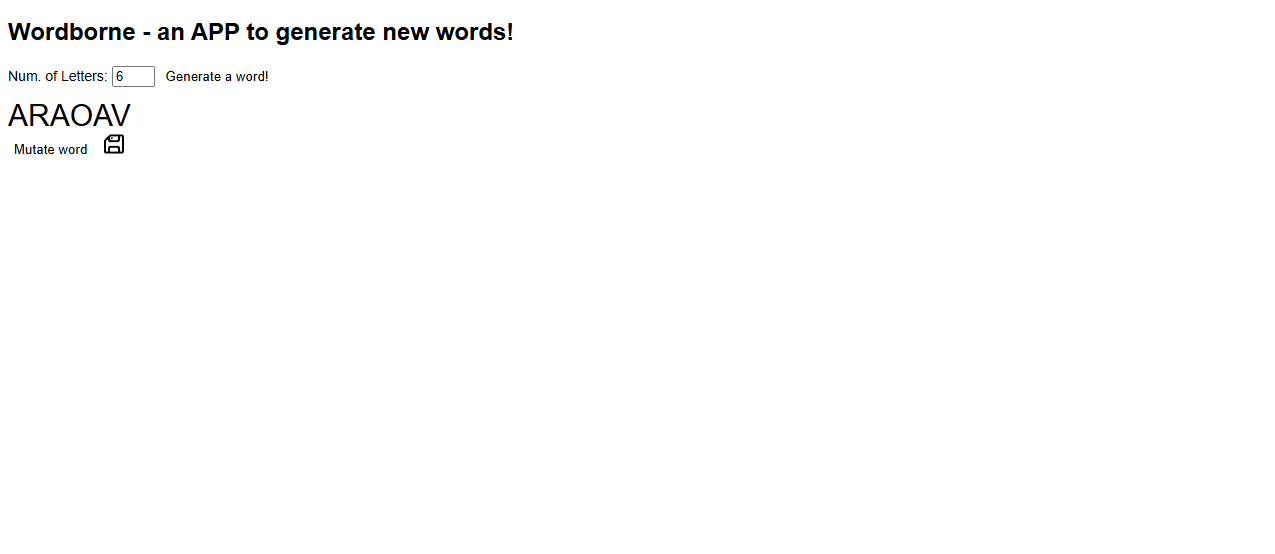 Wordborne - an APP to generate new words!
Num. of Letters: 6 Generate a word!
ARAOAV
Mutate word